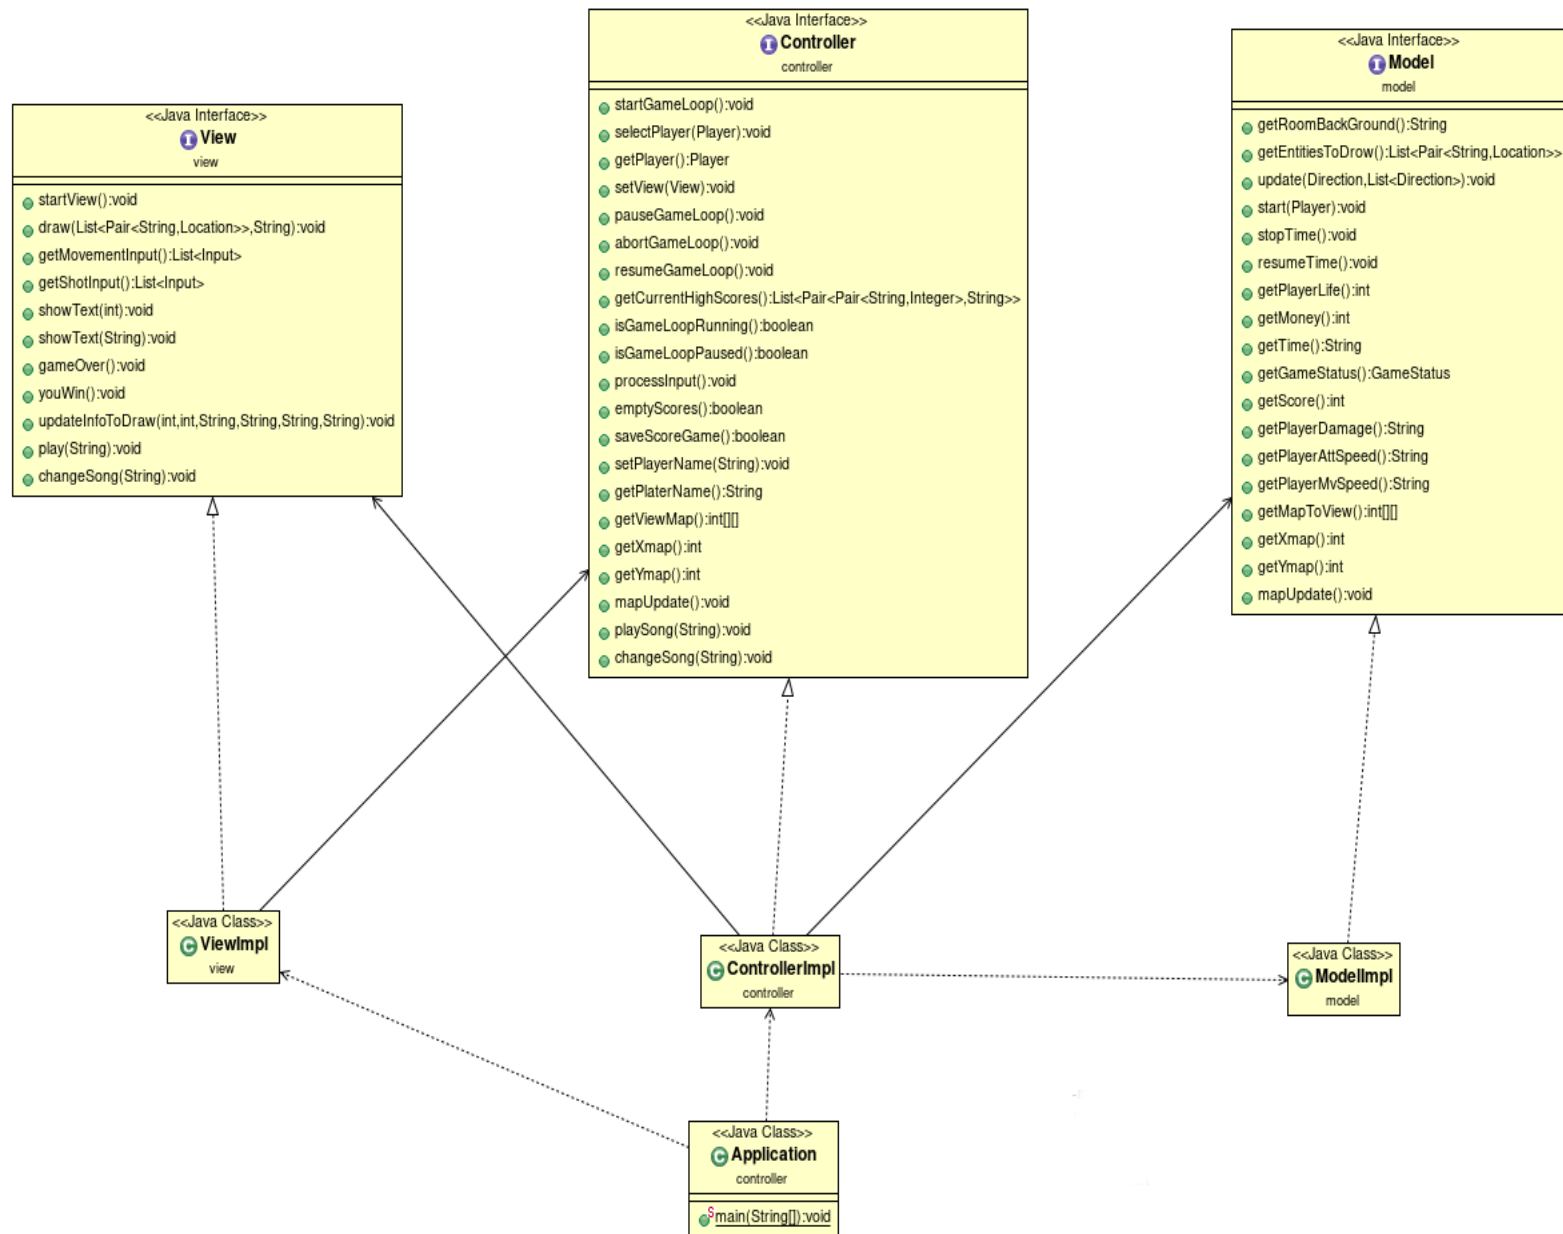 <<Java Interface>>
View
view
startView():void
draw(List<Pair<String,Location>>,String):void
getMovementInput():List<Input>
getShotInput():List<Input>
showText(int):void
showText(String):void
gameOver():void
youWin():void
updateInfoToDraw(int,int,String,String,String,String):void
play(String):void
changeSong(String):void
<<Java Interface>>
Controller
controller
startGameLoop():void
selectPlayer(Player):void
getPlayer():Player
setView(View):void
pauseGameLoop():void
abortGameLoop():void
resumeGameLoop():void
getCurrentHighScores():List<Pair<Pair<String,Integer>,String>>
isGameLoopRunning():boolean
isGameLoopPaused():boolean
processInput():void
emptyScores():boolean
saveScoreGame():boolean
setPlayerName(String):void
getPlaterName():String
getViewMap():int[][]
getXmap():int
getYmap():int
mapUpdate():void
playSong(String):void
changeSong(String):void
<<Java Interface>>
Model
model
getRoomBackGround():String
getEntitiesToDrow():List<Pair<String,Location>>
update(Direction,List<Direction>):void
start(Player):void
stopTime():void
resumeTime():void
getPlayerLife():int
getMoney():int
getTime():String
getGameStatus():GameStatus
getScore():int
getPlayerDamage():String
getPlayerAttSpeed():String
getPlayerMvSpeed():String
getMapToView():int[][]
getXmap():int
getYmap():int
mapUpdate():void
<<Java Class>>
ViewImpl
view
<<Java Class>>
ControllerImpl
controller
<<Java Class>>
ModelImpl
model
<<Java Class>>
Application
controller
main(String[]):void